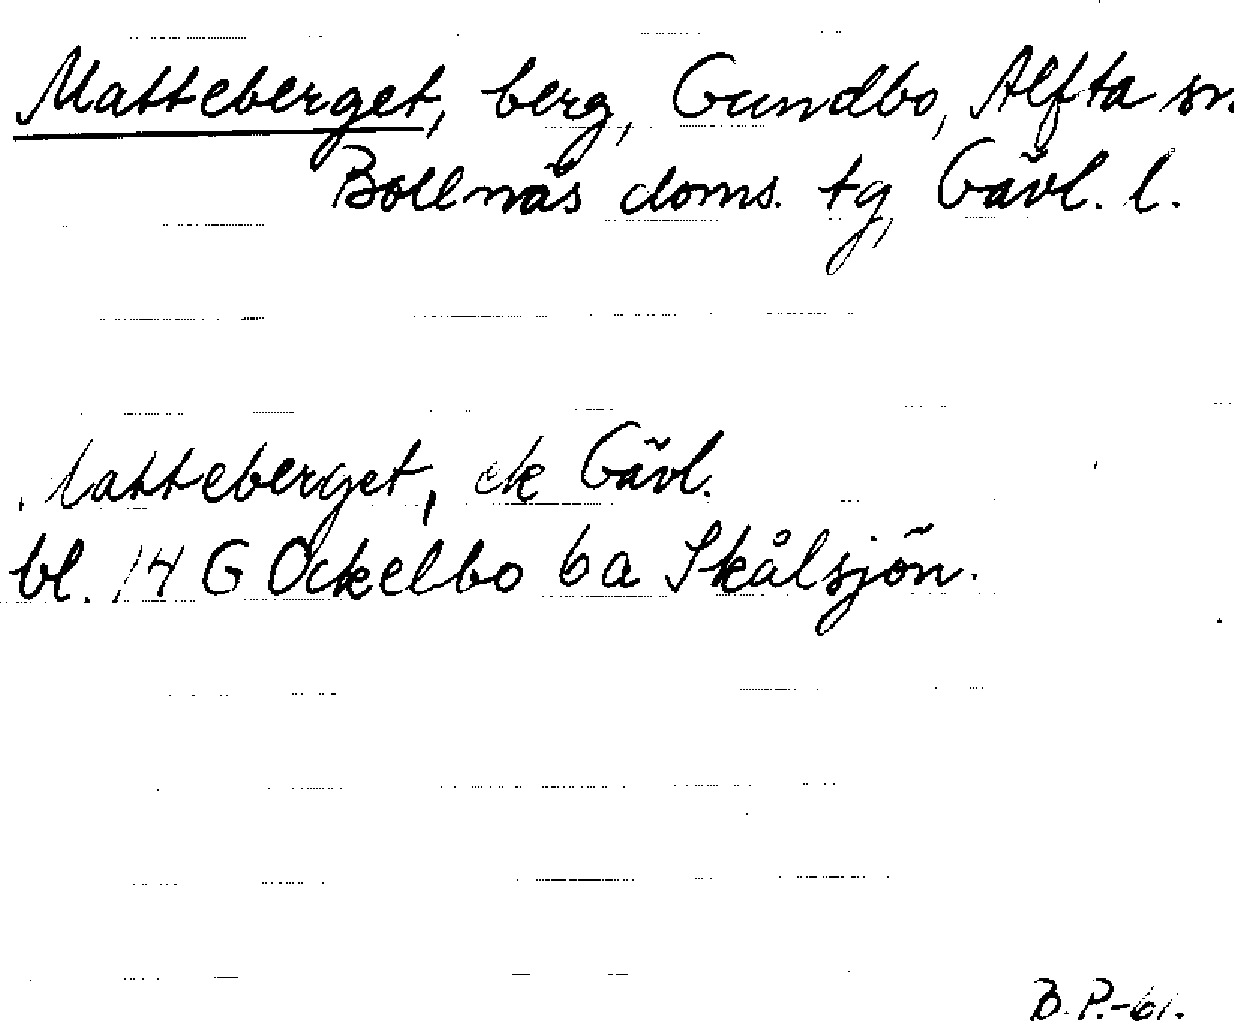 Matteberget, berg, Gundbo, Alfta sn
Bollnäs doms. tg, Gävl. l.
Matteberget, ek Gävl.
bl. 14 G Ockelbo 6a Skålsjön.
B.P.-61.